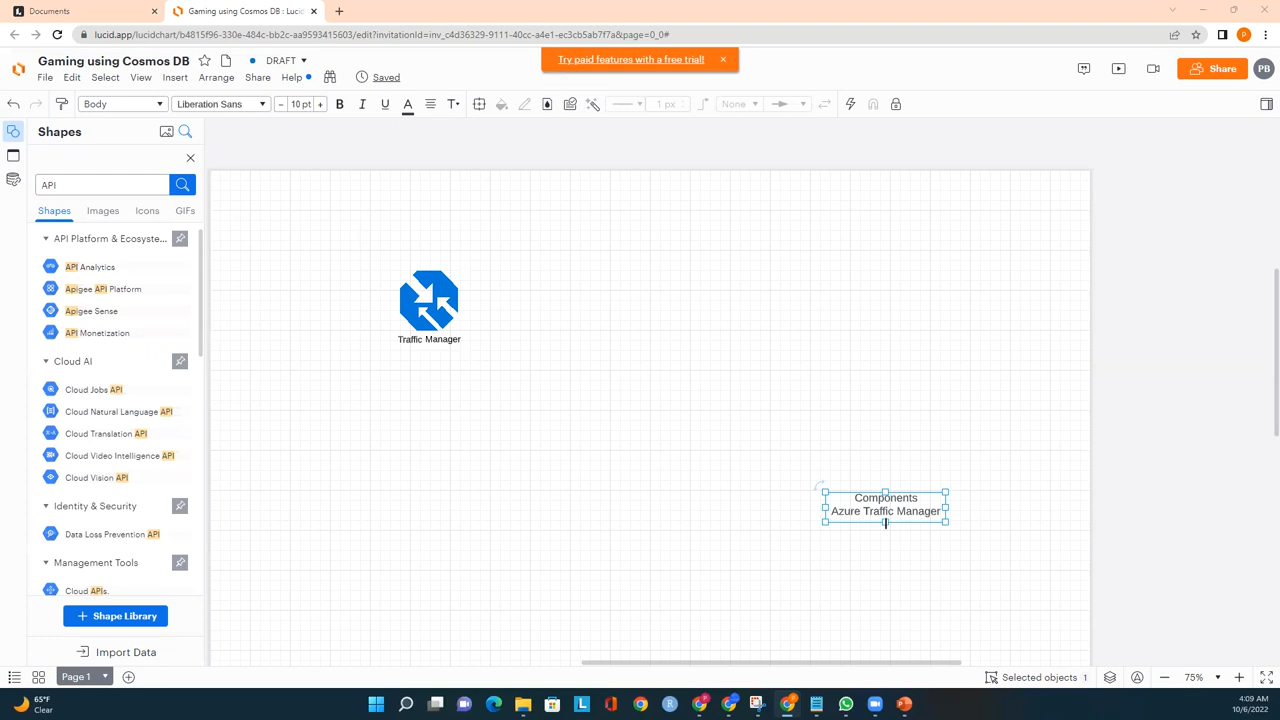 Documents
Gaming using Cosmos DB : Lucid
lucid.app/lucidchart/b4815f96-330e-484c-bb2c-aa9593415603/edit?invitationId=inv_c4d36329-9111-40cc-a4e1-ec3cb5ab7f7a&page=0_0#
Gaming using Cosmos DB
DRAFT
Try paid features with a free trial!
File Edit Select View Insert Arrange Share Help
Saved
Share
PB
Body
Liberation Sans
10 pt
B I U A T
1 px
None
Shapes
API
Shapes Images Icons GIFs
API Platform & Ecosyste...
API Analytics
Apigee API Platform
Apigee Sense
API Monetization
Cloud AI
Cloud Jobs API
Cloud Natural Language API
Cloud Translation API
Cloud Video Intelligence API
Cloud Vision API
Identity & Security
Data Loss Prevention API
Management Tools
Cloud APIs.
Shape Library
Import Data
Traffic Manager
Components
Azure Traffic Manager
Page 1
Selected objects 1
75%
65°F
Clear
4:09 AM
10/6/2022